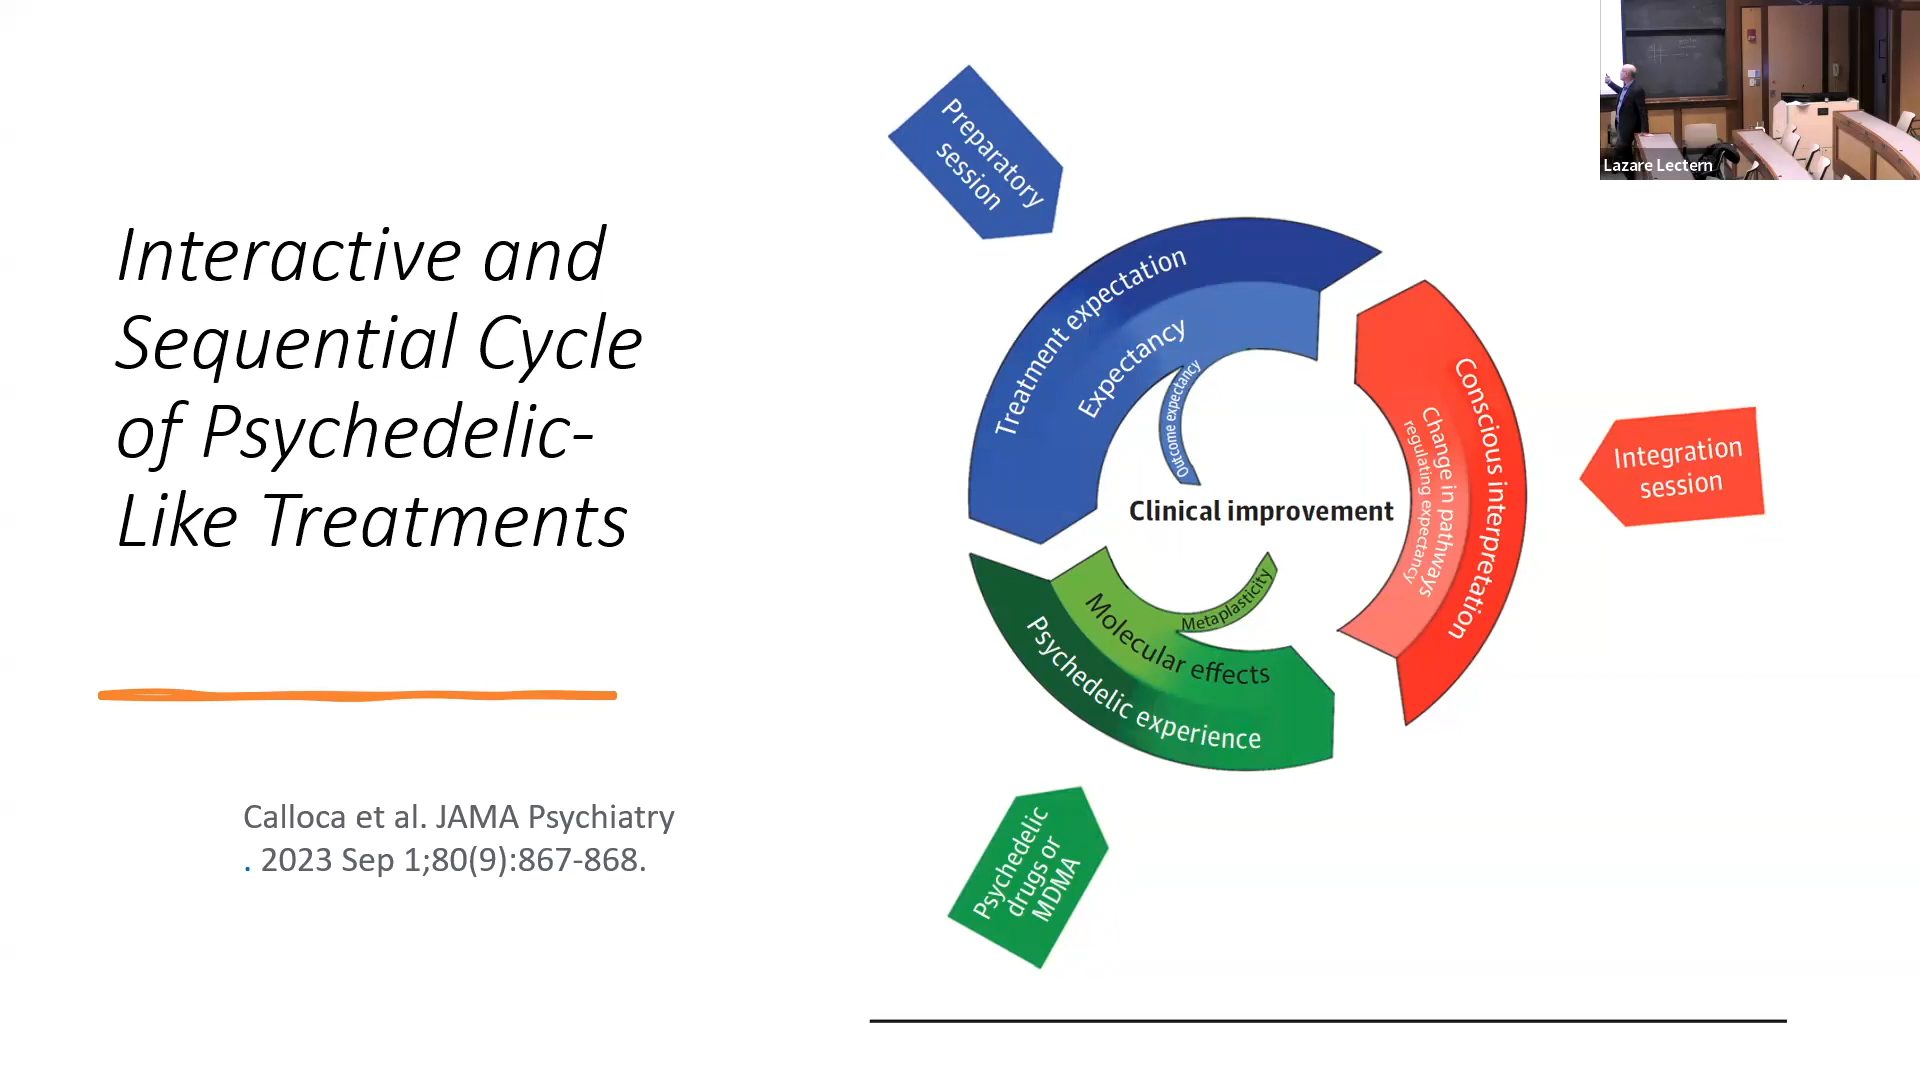 Interactive and
Sequential Cycle
of Psychedelic-
Like Treatments
Calloca et al. JAMA Psychiatry
. 2023 Sep 1;80(9):867-868.
Preparatory
session
Treatment expectation
Expectancy
Outcome expectancy
Clinical improvement
Conscious interpretation
Change in pathways
regulating expectancy
Integration
session
Metaplasticity
Molecular effects
Psychedelic experience
Psychedelic
drugs or
MDMA
Lazare Lectern